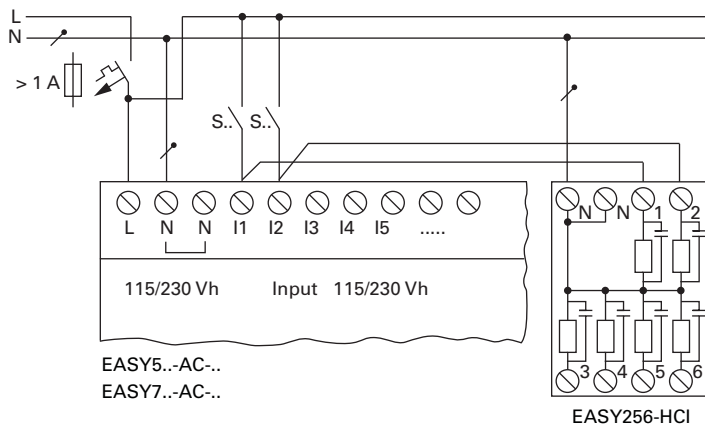 L
N
> 1 A
S.. S..
N N 1 2
L N N I1 I2 I3 I4 I5 .....
115/230 Vh Input 115/230 Vh
3 4 5 6
EASY5..-AC-..
EASY7..-AC-..
EASY256-HCI